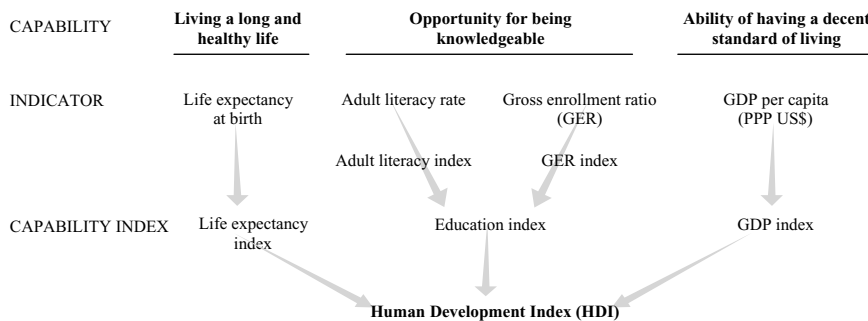 CAPABILITY
Living a long and
healthy life
Opportunity for being
knowledgeable
Ability of having a decent
standard of living
INDICATOR
Life expectancy
at birth
Adult literacy rate
Gross enrollment ratio
(GER)
GDP per capita
(PPP US$)
Adult literacy index
GER index
CAPABILITY INDEX
Life expectancy
index
Education index
GDP index
Human Development Index (HDI)